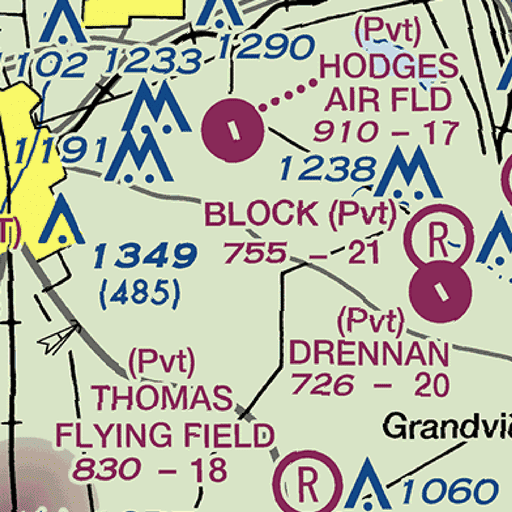 (Pvt)
HODGES
AIR FLD
910 - 17
1233
1290
1238
BLOCK (Pvt)
755 - 21
R
1349
(485)
(Pvt)
DRENNAN
726 - 20
(Pvt)
THOMAS
FLYING FIELD
830 - 18
R
1060
1191